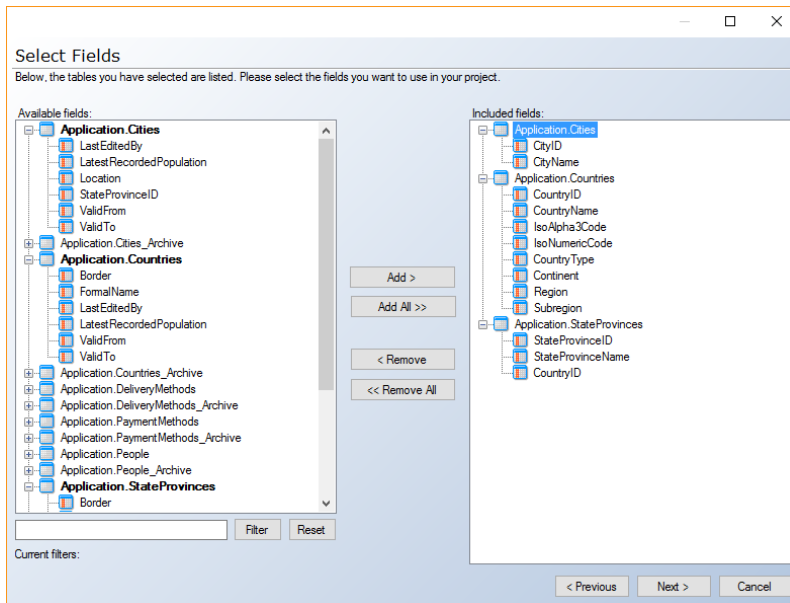 Select Fields
Below, the tables you have selected are listed. Please select the fields you want to use in your project.
Available fields:
Application.Cities
LastEditedBy
LatestRecordedPopulation
Location
StateProvinceID
ValidFrom
ValidTo
Application.Cities_Archive
Application.Countries
Border
FormalName
LastEditedBy
LatestRecordedPopulation
ValidFrom
ValidTo
Application.Countries_Archive
Application.DeliveryMethods
Application.DeliveryMethods_Archive
Application.PaymentMethods
Application.PaymentMethods_Archive
Application.People
Application.People_Archive
Application.StateProvinces
Border
Filter
Reset
Current filters:
Add >
Add All >>
< Remove
<< Remove All
Included fields:
Application.Cities
CityID
CityName
Application.Countries
CountryID
CountryName
IsoAlpha3Code
IsoNumericCode
CountryType
Continent
Region
Subregion
Application.StateProvinces
StateProvinceID
StateProvinceName
CountryID
< Previous
Next >
Cancel